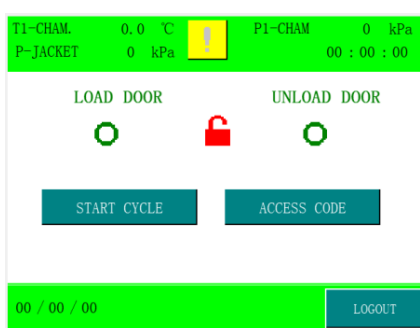 T1-CHAM. 0.0 ℃ ! P1-CHAM 0 kPa
P-JACKET 0 kPa 00 : 00 : 00
LOAD DOOR UNLOAD DOOR
START CYCLE ACCESS CODE
00 / 00 / 00 LOGOUT